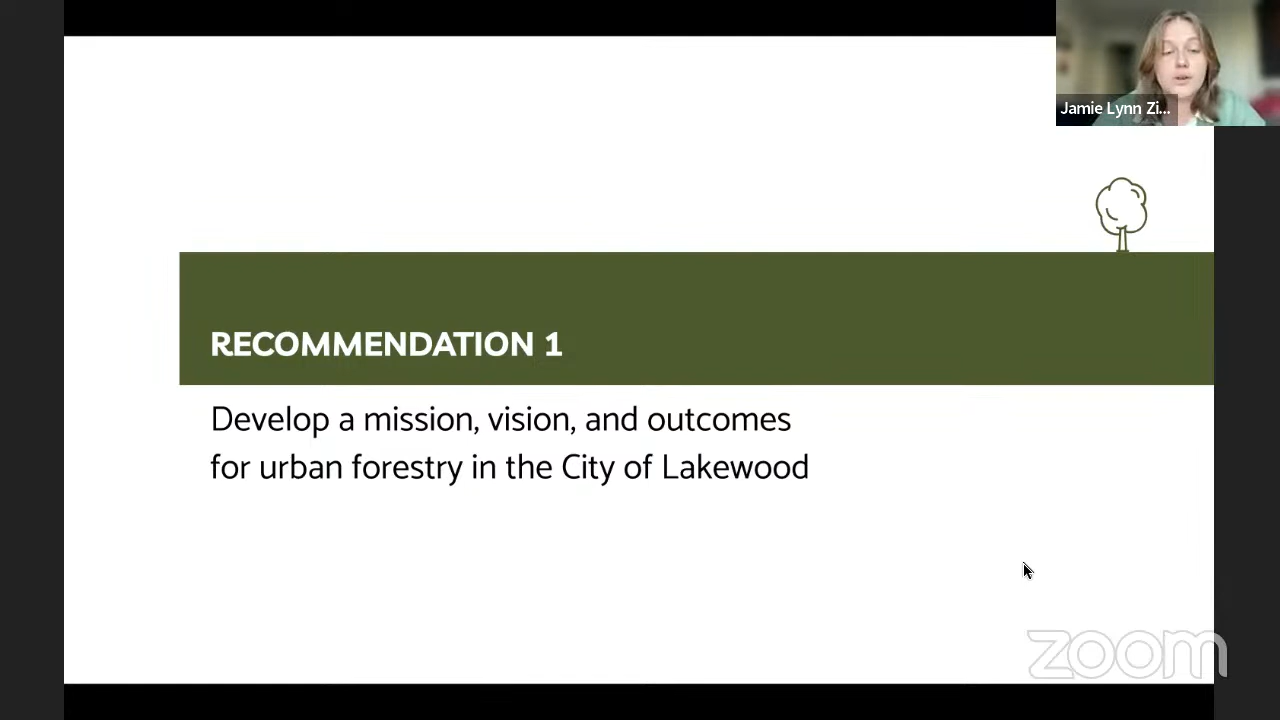 Jamie Lynn Zi...
RECOMMENDATION 1
Develop a mission, vision, and outcomes
for urban forestry in the City of Lakewood
zoom